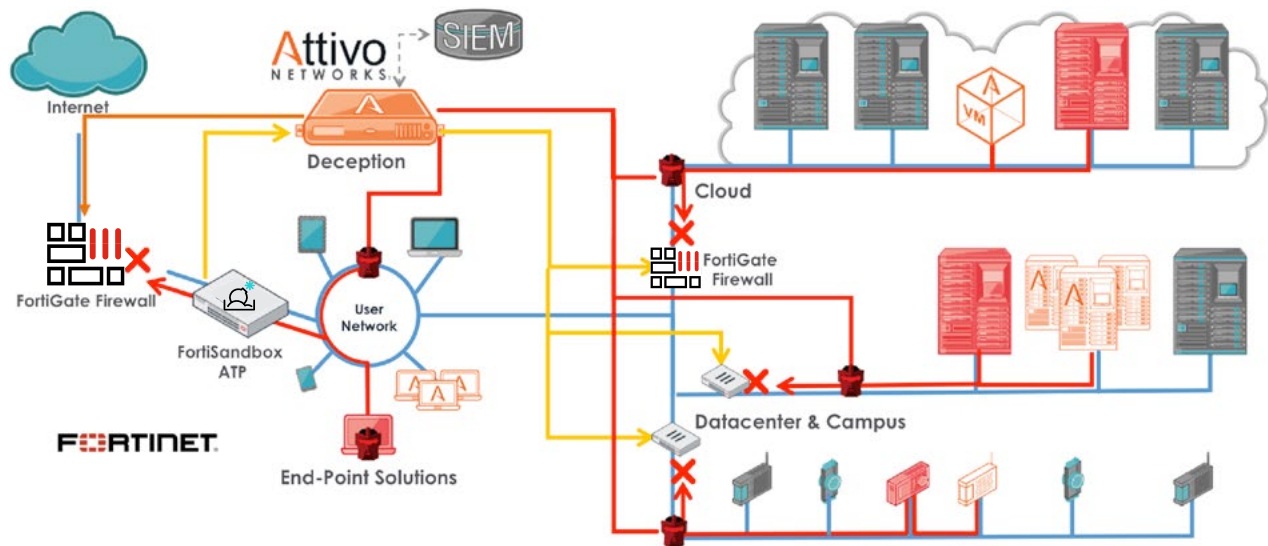 Attivo
NETWORKS
SIEM
Internet
Deception
A
VM
Cloud
FortiGate Firewall
FortiGate
Firewall
User
Network
FortiSandbox
ATP
Datacenter & Campus
FORTINET
End-Point Solutions